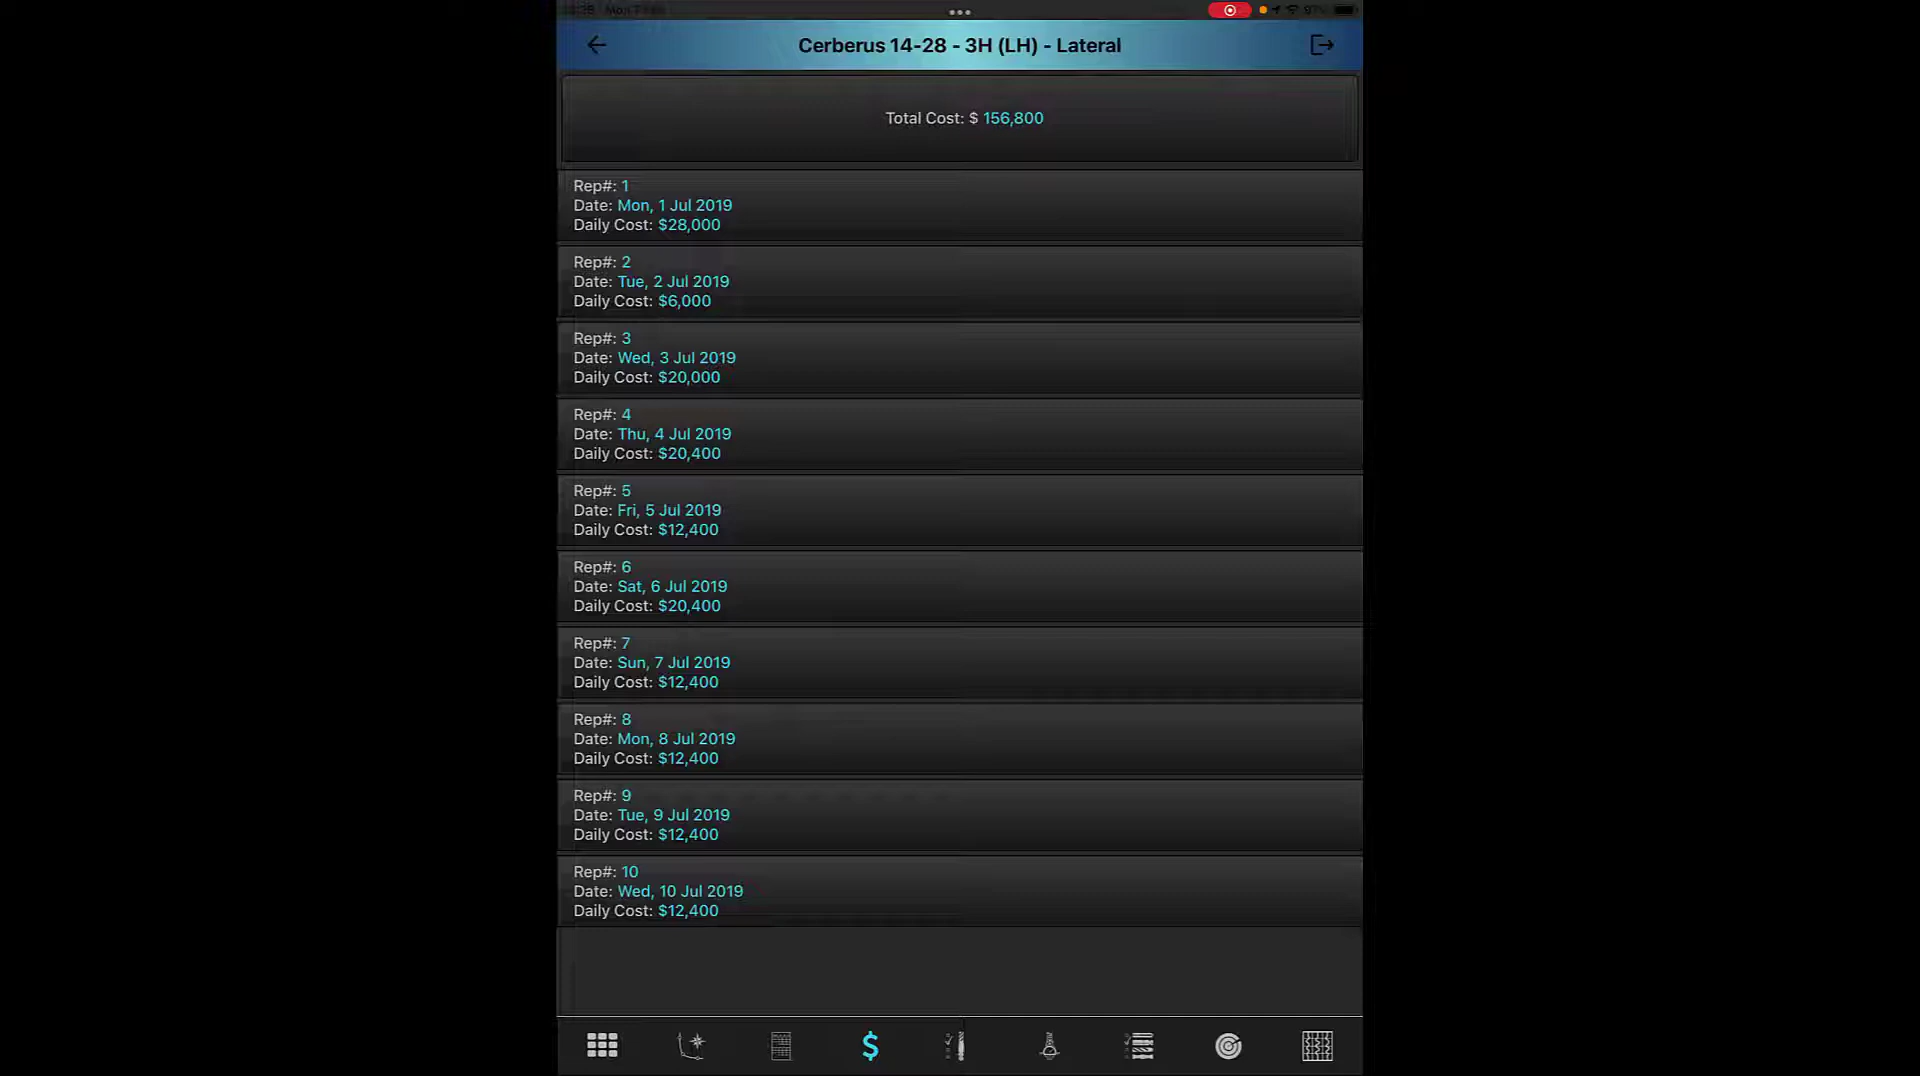 Cerberus 14-28 - 3H (LH) - Lateral
Total Cost: $ 156,800
Rep#: 1
Date: Mon, 1 Jul 2019
Daily Cost: $28,000
Rep#: 2
Date: Tue, 2 Jul 2019
Daily Cost: $6,000
Rep#: 3
Date: Wed, 3 Jul 2019
Daily Cost: $20,000
Rep#: 4
Date: Thu, 4 Jul 2019
Daily Cost: $20,400
Rep#: 5
Date: Fri, 5 Jul 2019
Daily Cost: $12,400
Rep#: 6
Date: Sat, 6 Jul 2019
Daily Cost: $20,400
Rep#: 7
Date: Sun, 7 Jul 2019
Daily Cost: $12,400
Rep#: 8
Date: Mon, 8 Jul 2019
Daily Cost: $12,400
Rep#: 9
Date: Tue, 9 Jul 2019
Daily Cost: $12,400
Rep#: 10
Date: Wed, 10 Jul 2019
Daily Cost: $12,400
$